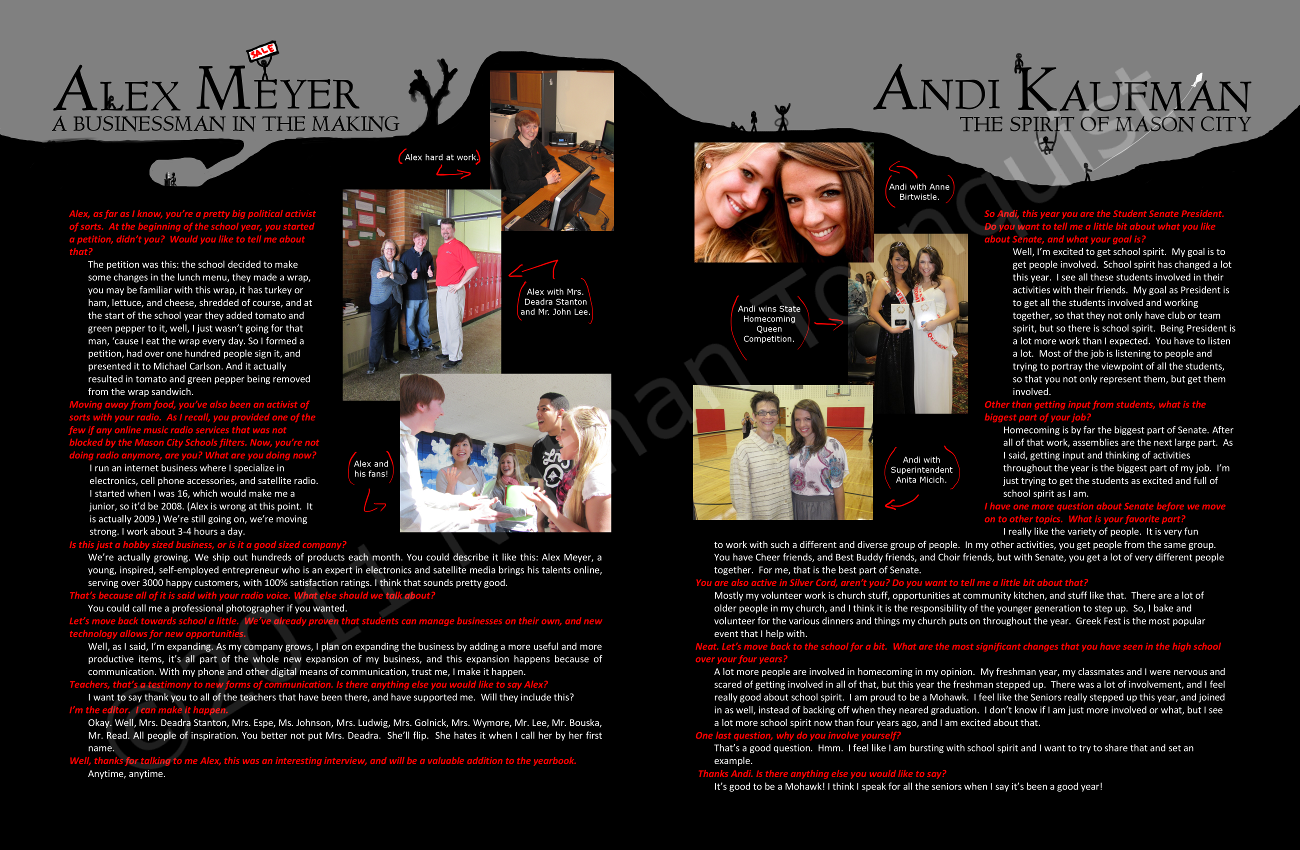 SALE
ALEX MEYER
A BUSINESSMAN IN THE MAKING
Alex hard at work.
Alex, as far as I know, you're a pretty big political activist
of sorts.  At the beginning of the school year, you started
a petition, didn't you?  Would you like to tell me about
that?
The petition was this: the school decided to make
some changes in the lunch menu, they made a wrap,
you may be familiar with this wrap, it has turkey or
ham, lettuce, and cheese, shredded of course, and at
the start of the school year they added tomato and
green pepper to it, well, I just wasn't going for that
man, 'cause I eat the wrap every day. So I formed a
petition, had over one hundred people sign it, and
presented it to Michael Carlson. And it actually
resulted in tomato and green pepper being removed
from the wrap sandwich.
Alex with Mrs.
Deadra Stanton
and Mr. John Lee.
Moving away from food, you've also been an activist of
sorts with your radio.  As I recall, you provided one of the
few if any online music radio services that was not
blocked by the Mason City Schools filters. Now, you're not
doing radio anymore, are you? What are you doing now?
I run an internet business where I specialize in
electronics, cell phone accessories, and satellite radio.
I started when I was 16, which would make me a
junior, so it'd be 2008. (Alex is wrong at this point.  It
is actually 2009.) We're still going on, we're moving
strong. I work about 3-4 hours a day.
Alex and
his fans!
Is this just a hobby sized business, or is it a good sized company?
We're actually growing. We ship out hundreds of products each month. You could describe it like this: Alex Meyer, a
young, inspired, self-employed entrepreneur who is an expert in electronics and satellite media brings his talents online,
serving over 3000 happy customers, with 100% satisfaction ratings. I think that sounds pretty good.
That's because all of it is said with your radio voice. What else should we talk about?
You could call me a professional photographer if you wanted.
Let's move back towards school a little.  We've already proven that students can manage businesses on their own, and new
technology allows for new opportunities.
Well, as I said, I'm expanding. As my company grows, I plan on expanding the business by adding a more useful and more
productive items, it's all part of the whole new expansion of my business, and this expansion happens because of
communication. With my phone and other digital means of communication, trust me, I make it happen.
Teachers, that's a testimony to new forms of communication. Is there anything else you would like to say Alex?
I want to say thank you to all of the teachers that have been there, and have supported me.  Will they include this?
I'm the editor.  I can make it happen.
Okay. Well, Mrs. Deadra Stanton, Mrs. Espe, Ms. Johnson, Mrs. Ludwig, Mrs. Golnick, Mrs. Wymore, Mr. Lee, Mr. Bouska,
Mr. Read. All people of inspiration. You better not put Mrs. Deadra.  She'll flip.  She hates it when I call her by her first
name.
Well, thanks for talking to me Alex, this was an interesting interview, and will be a valuable addition to the yearbook.
Anytime, anytime.
ANDI KAUFMAN
THE SPIRIT OF MASON CITY
Andi with Anne
Birtwistle.
Andi wins State
Homecoming
Queen
Competition.
Andi with
Superintendent
Anita Micich.
So Andi, this year you are the Student Senate President.
Do you want to tell me a little bit about what you like
about Senate, and what your goal is?
Well, I'm excited to get school spirit.  My goal is to
get people involved.  School spirit has changed a lot
this year.  I see all these students involved in their
activities with their friends.  My goal as President is
to get all the students involved and working
together, so that they not only have club or team
spirit, but so there is school spirit.  Being President is
a lot more work than I expected.  You have to listen
a lot.  Most of the job is listening to people and
trying to portray the viewpoint of all the students,
so that you not only represent them, but get them
involved.
Other than getting input from students, what is the
biggest part of your job?
Homecoming is by far the biggest part of Senate. After
all of that work, assemblies are the next large part.  As
I said, getting input and thinking of activities
throughout the year is the biggest part of my job.  I'm
just trying to get the students as excited and full of
school spirit as I am.
I have one more question about Senate before we move
on to other topics.  What is your favorite part?
I really like the variety of people.  It is very fun
to work with such a different and diverse group of people.  In my other activities, you get people from the same group.
You have Cheer friends, and Best Buddy friends, and Choir friends, but with Senate, you get a lot of very different people
together.  For me, that is the best part of Senate.
You are also active in Silver Cord, aren't you? Do you want to tell me a little bit about that?
Mostly my volunteer work is church stuff, opportunities at community kitchen, and stuff like that.  There are a lot of
older people in my church, and I think it is the responsibility of the younger generation to step up.  So, I bake and
volunteer for the various dinners and things my church puts on throughout the year.  Greek Fest is the most popular
event that I help with.
Neat. Let's move back to the school for a bit.  What are the most significant changes that you have seen in the high school
over your four years?
A lot more people are involved in homecoming in my opinion.  My freshman year, my classmates and I were nervous and
scared of getting involved in all of that, but this year the freshman stepped up.  There was a lot of involvement, and I feel
really good about school spirit.  I am proud to be a Mohawk.  I feel like the Seniors really stepped up this year, and joined
in as well, instead of backing off when they neared graduation.  I don't know if I am just more involved or what, but I see
a lot more school spirit now than four years ago, and I am excited about that.
One last question, why do you involve yourself?
That's a good question.  Hmm.  I feel like I am bursting with school spirit and I want to try to share that and set an
example.
Thanks Andi. Is there anything else you would like to say?
It's good to be a Mohawk! I think I speak for all the seniors when I say it's been a good year!